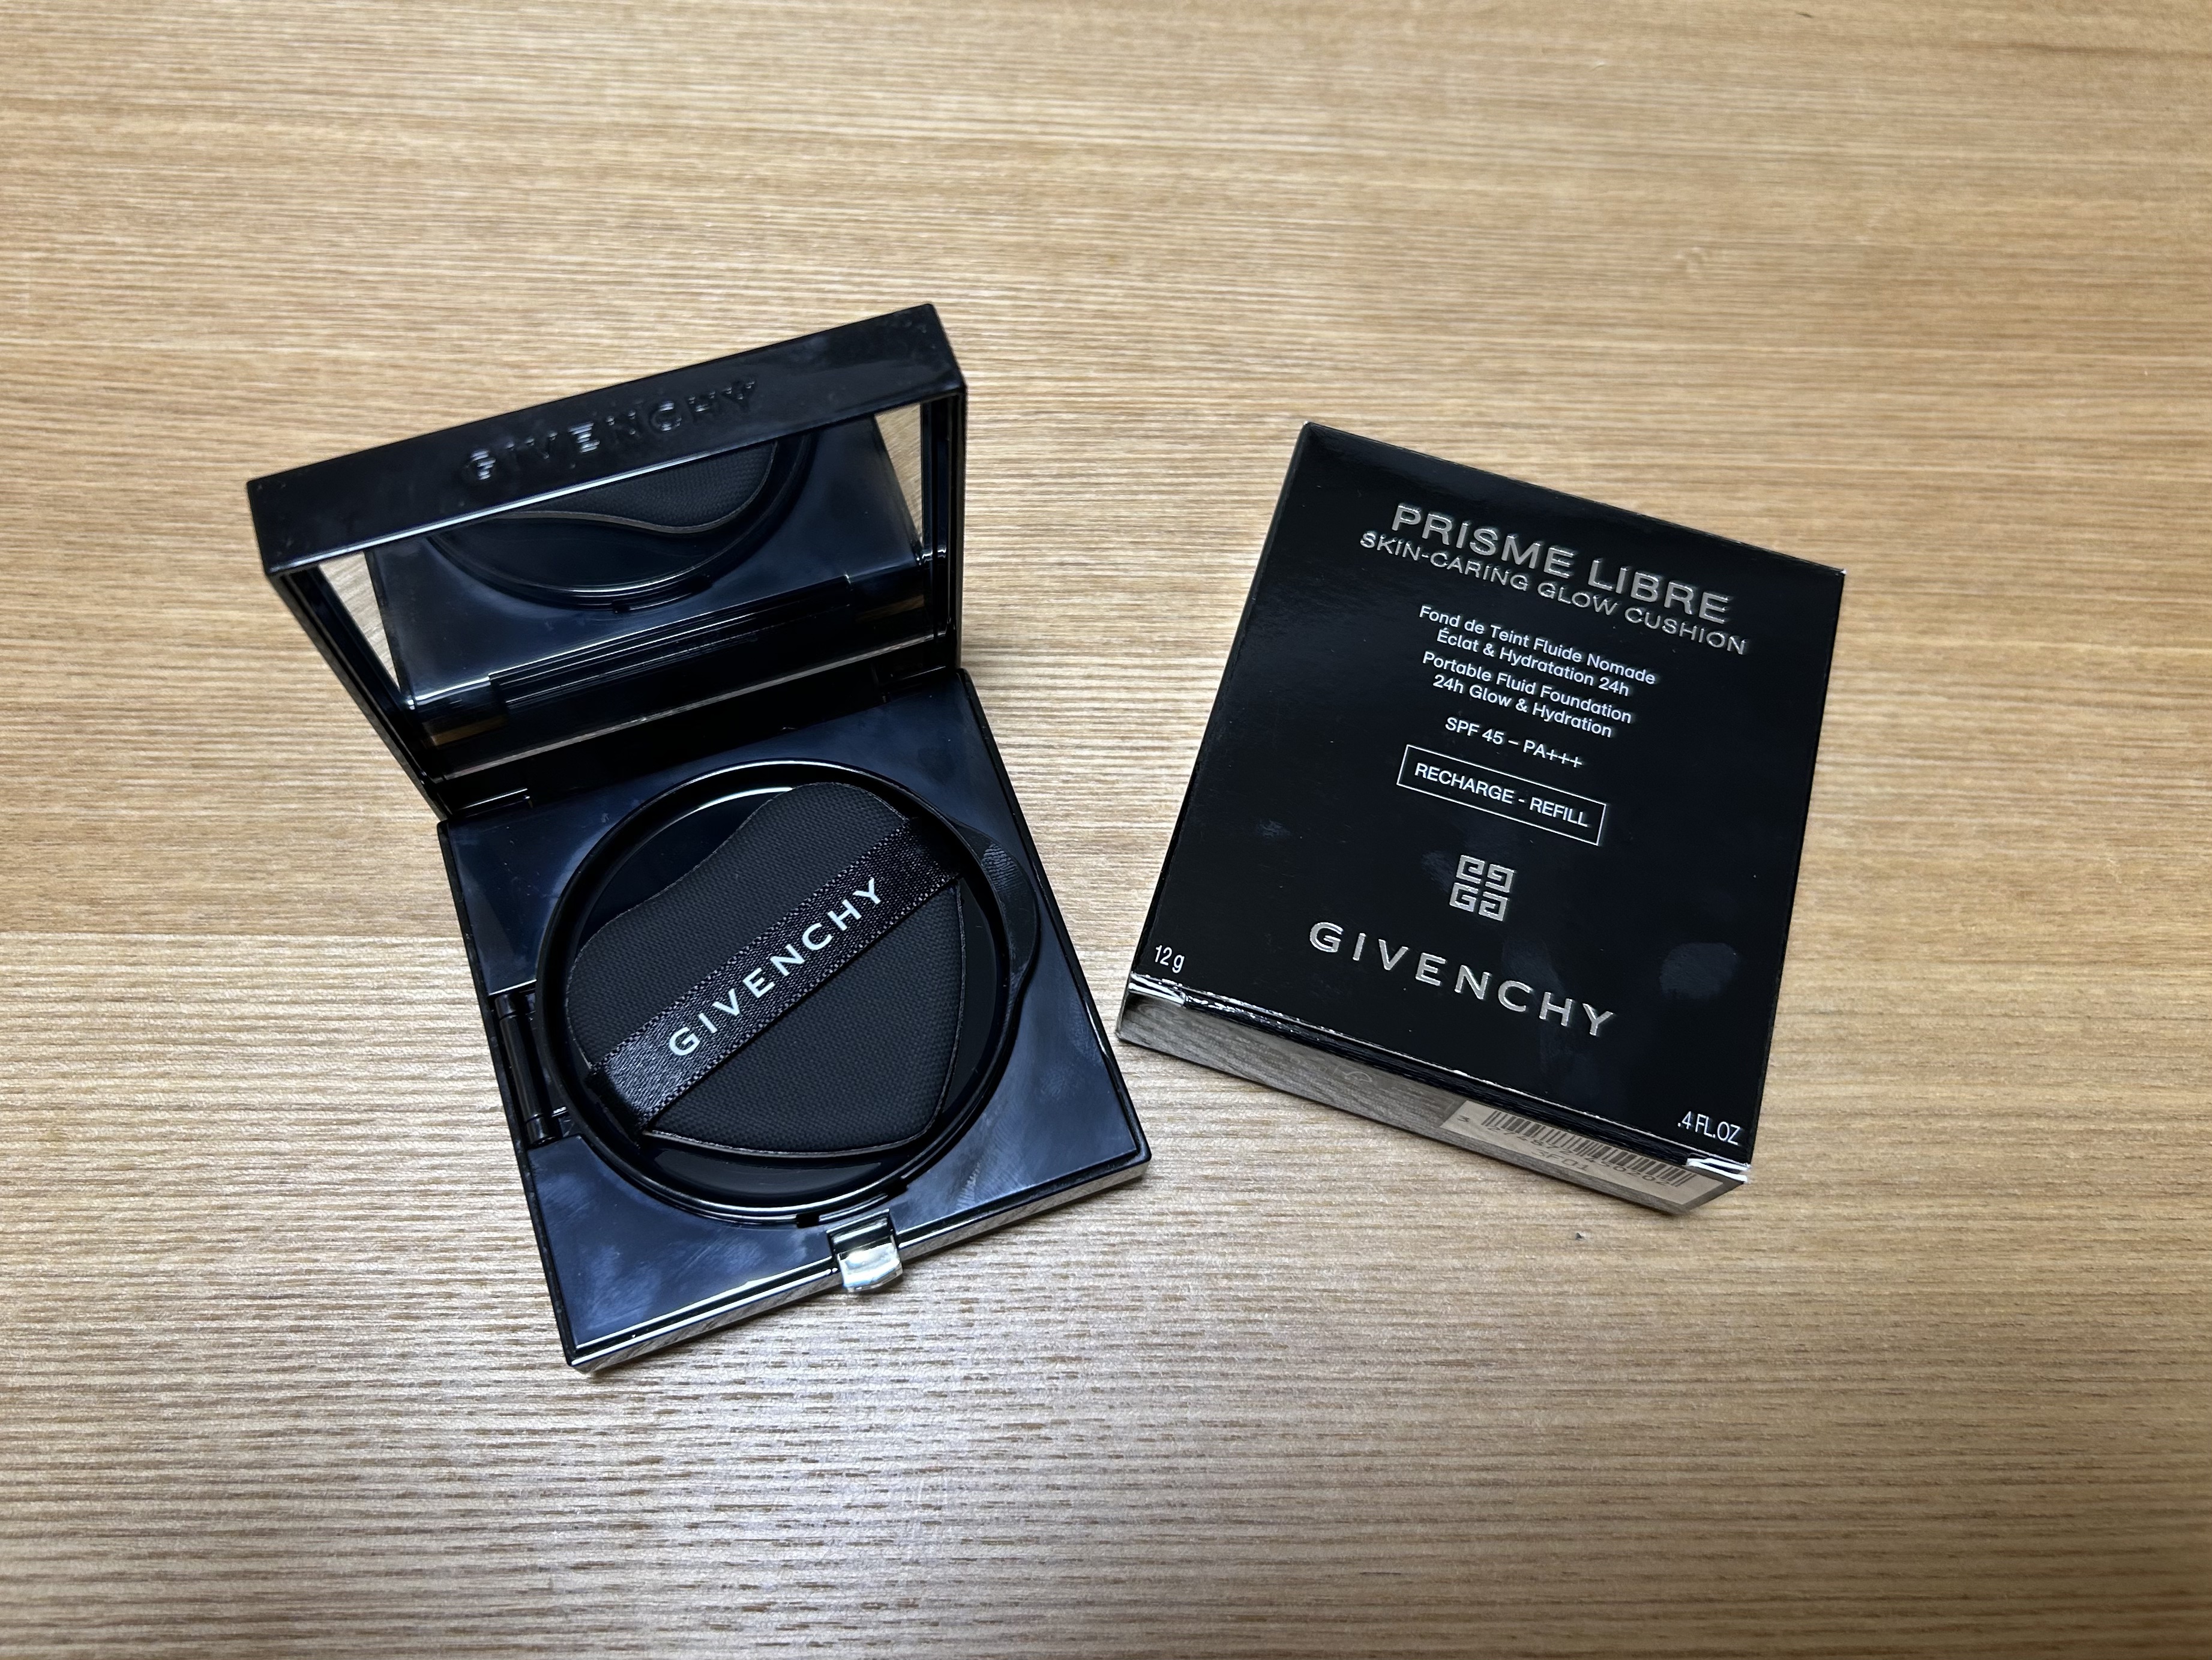 GIVENCHY
GIVENCHY
PRISME LIBRE
SKIN-CARING GLOW CUSHION
Fond de Teint Fluide Nomade
Éclat & Hydratation 24h
Portable Fluid Foundation
24h Glow & Hydration
SPF 45 – PA+++
RECHARGE - REFILL
GIVENCHY
12 g
.4 FL.OZ